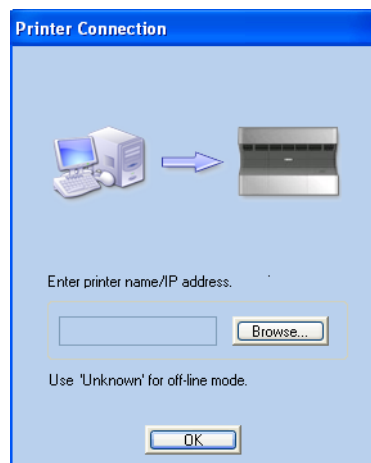 Printer Connection
Enter printer name/IP address.
Browse...
Use 'Unknown' for off-line mode.
OK